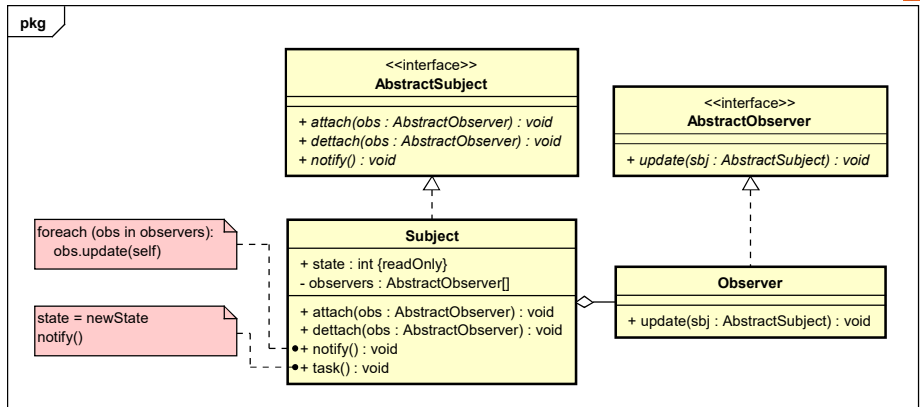 pkg
<<interface>>
AbstractSubject
+ attach(obs : AbstractObserver) : void
+ dettach(obs : AbstractObserver) : void
+ notify() : void
<<interface>>
AbstractObserver
+ update(sbj : AbstractSubject) : void
foreach (obs in observers):
obs.update(self)
state = newState
notify()
Subject
+ state : int {readOnly}
- observers : AbstractObserver[]
+ attach(obs : AbstractObserver) : void
+ dettach(obs : AbstractObserver) : void
+ notify() : void
+ task() : void
Observer
+ update(sbj : AbstractSubject) : void